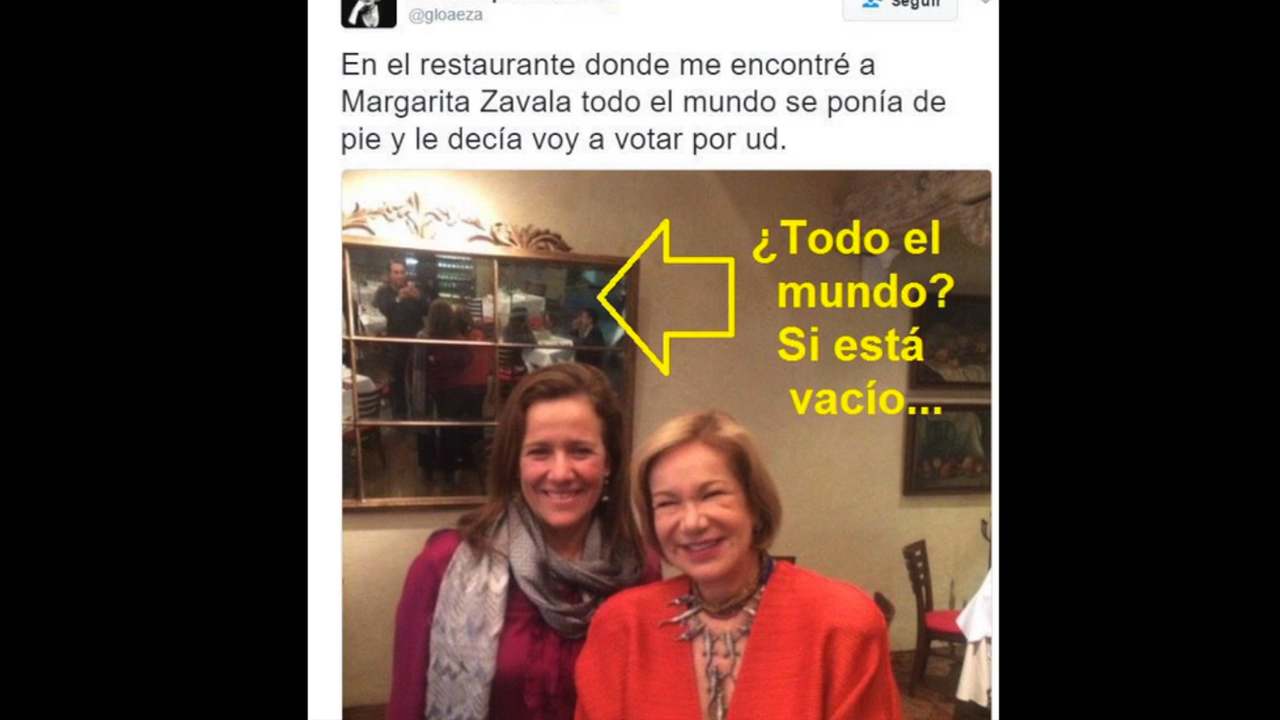 @gloaeza
Seguir
En el restaurante donde me encontré a
Margarita Zavala todo el mundo se ponía de
pie y le decía voy a votar por ud.
¿Todo el
mundo?
Si está
vacío...